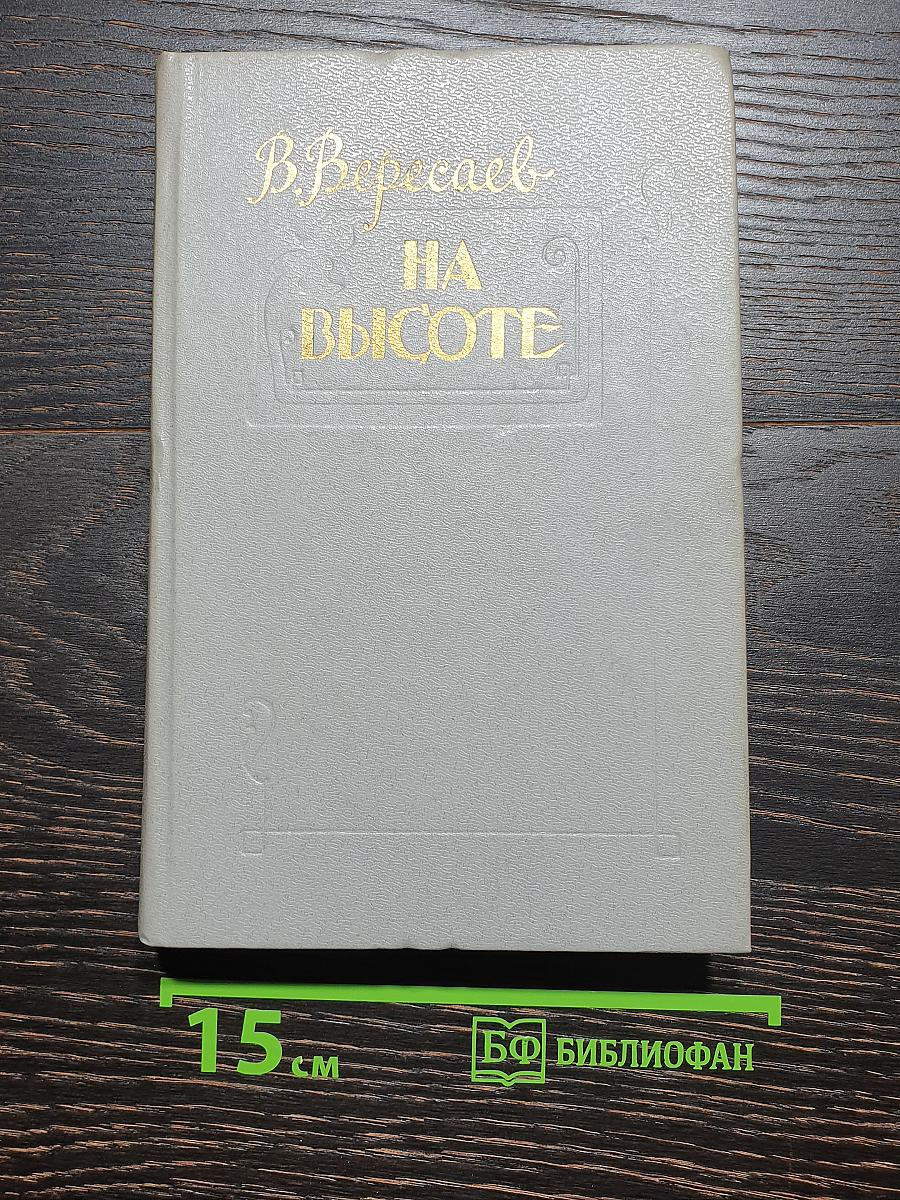 В. Вересаев
НА
ВЫСОТЕ
15 см
БФ БИБЛИОФАН